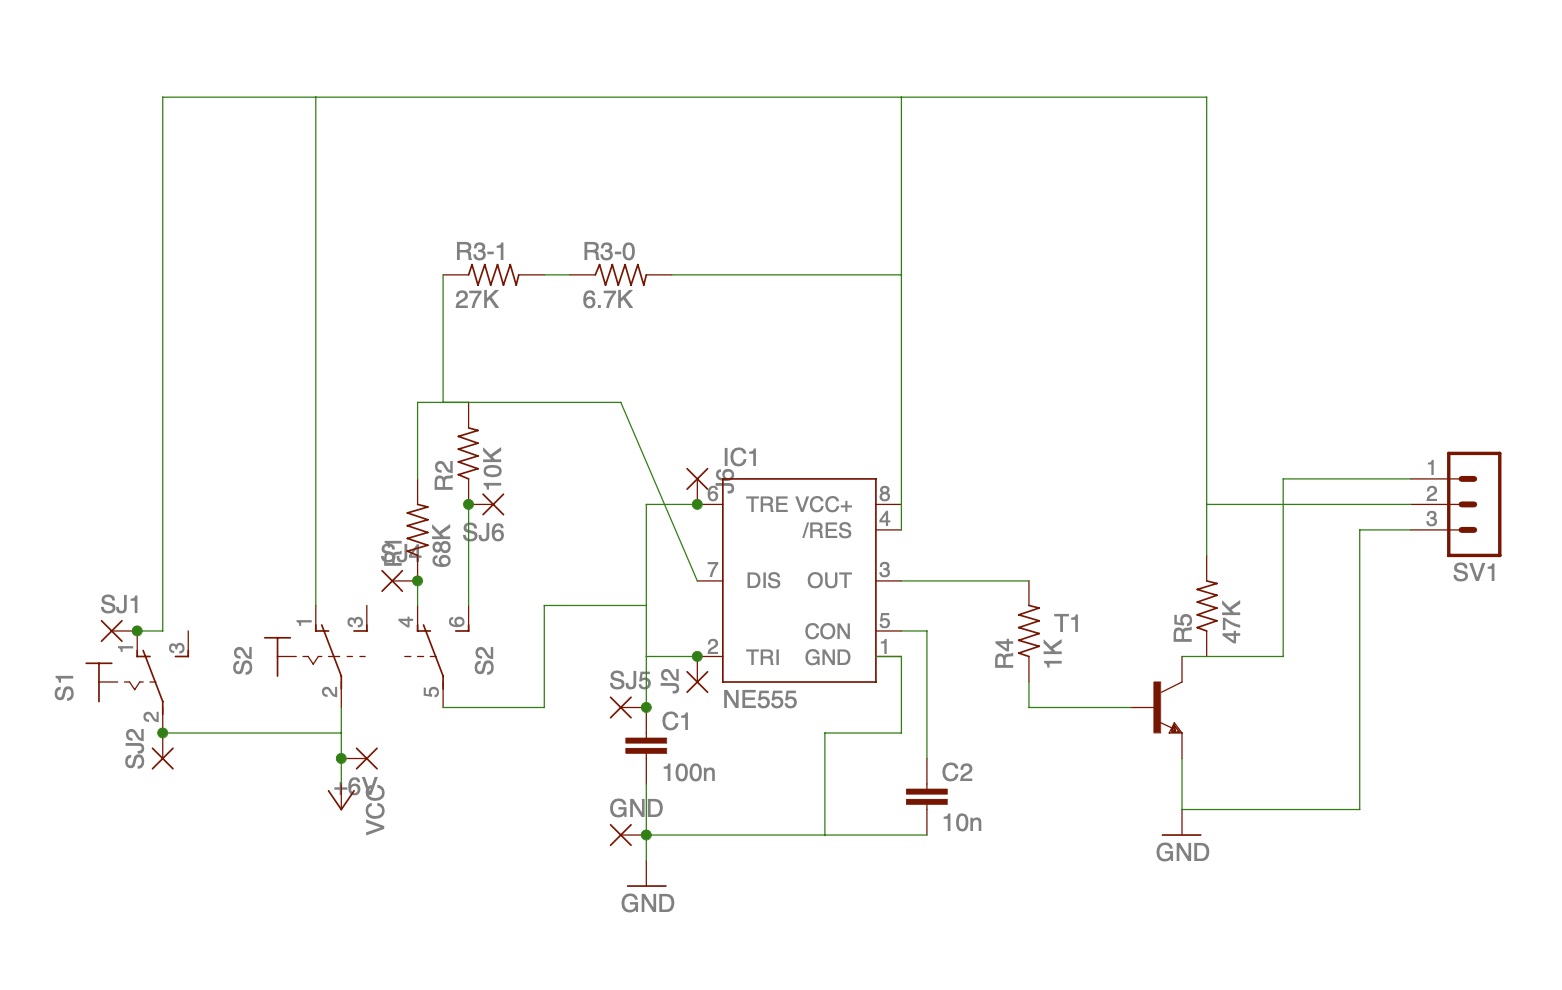 R3-1
27K
R3-0
6.7K
R2
10K
SJ6
R1
SJ4
68K
IC1
J6
6
TRE
VCC+
8
/RES
4
7
DIS
OUT
3
CON
5
2
TRI
GND
1
NE555
J2
SJ1
1
3
S1
2
SJ2
S2
1
3
2
4
6
S2
5
+6V
VCC
SJ5
C1
100n
GND
GND
C2
10n
R4
1K
T1
R5
47K
GND
1
2
3
SV1